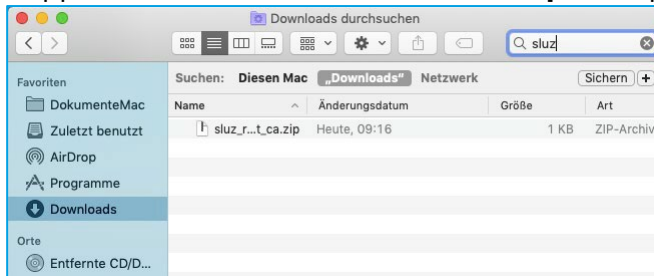 Downloads durchsuchen
sluz
Suchen: Diesen Mac „Downloads" Netzwerk Sichern +
Name Änderungsdatum Größe Art
sluz_r...t_ca.zip Heute, 09:16 1 KB ZIP-Archiv
Favoriten
DokumenteMac
Zuletzt benutzt
AirDrop
Programme
Downloads
Orte
Entfernte CD/D...